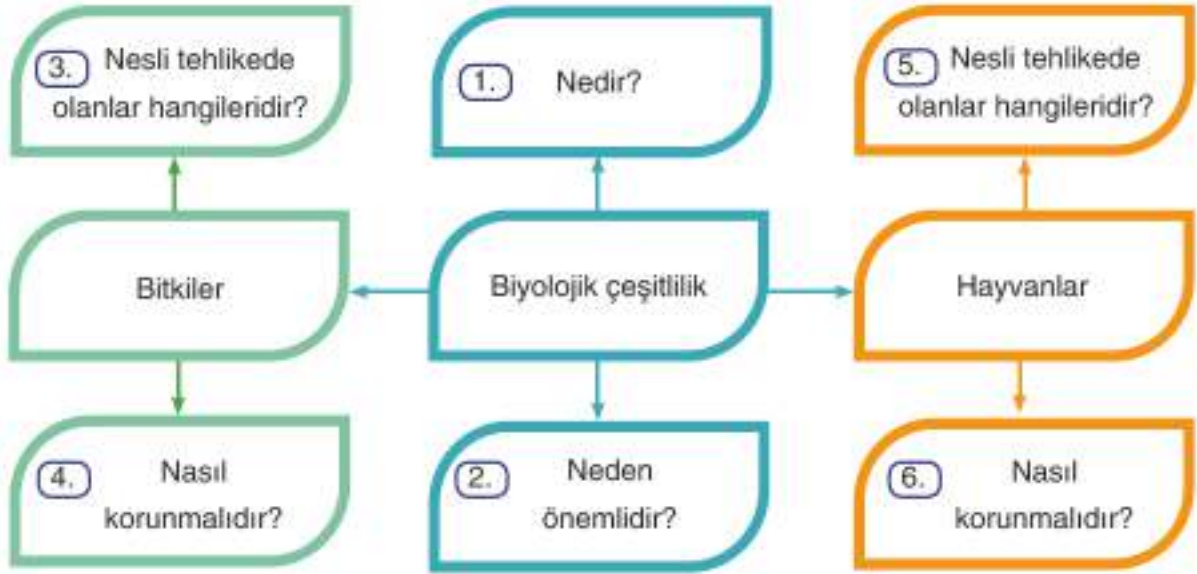 3. Nesli tehlikede
olanlar hangileridir?
1. Nedir?
5. Nesli tehlikede
olanlar hangileridir?
Bitkiler
Biyolojik çeşitlilik
Hayvanlar
4. Nasıl
korunmalıdır?
2. Neden
önemlidir?
6. Nasıl
korunmalıdır?